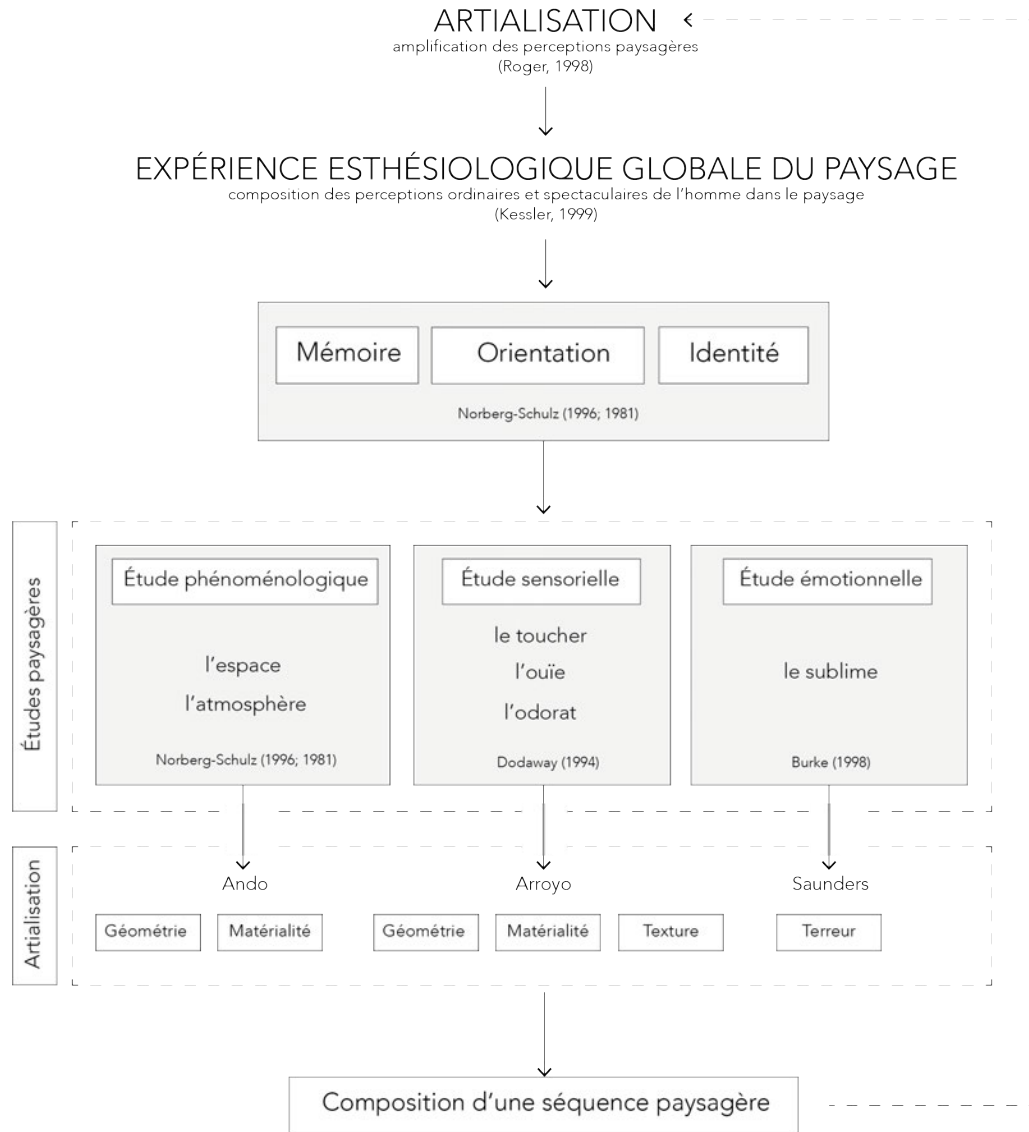 ARTIALISATION
amplification des perceptions paysagères
(Roger, 1998)
EXPÉRIENCE ESTHÉSIOLOGIQUE GLOBALE DU PAYSAGE
composition des perceptions ordinaires et spectaculaires de l'homme dans le paysage
(Kessler, 1999)
Mémoire
Orientation
Identité
Norberg-Schulz (1996; 1981)
Études paysagères
Étude phénoménologique
l'espace
l'atmosphère
Norberg-Schulz (1996; 1981)
Étude sensorielle
le toucher
l'ouïe
l'odorat
Dodaway (1994)
Étude émotionnelle
le sublime
Burke (1998)
Artialisation
Ando
Géométrie
Matérialité
Arroyo
Géométrie
Matérialité
Texture
Saunders
Terreur
Composition d'une séquence paysagère